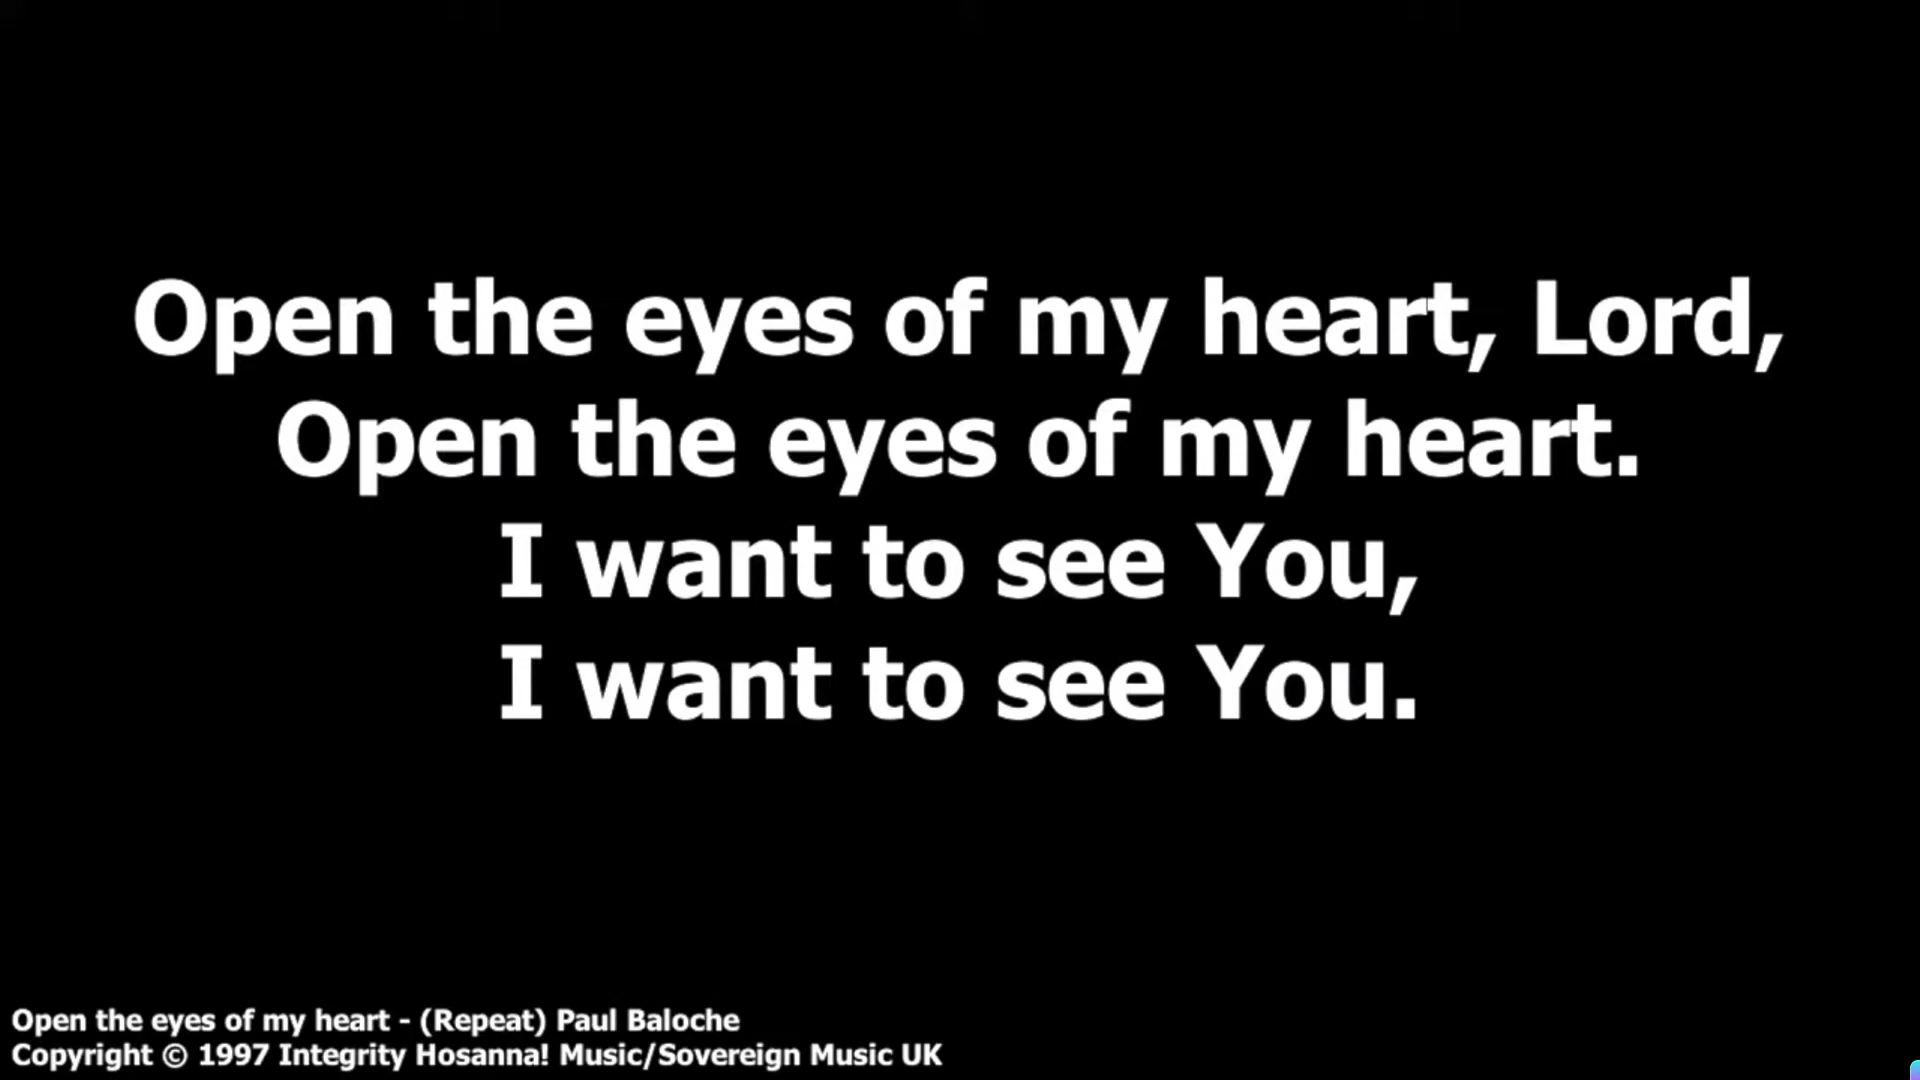 Open the eyes of my heart, Lord,
Open the eyes of my heart.
I want to see You,
I want to see You.
Open the eyes of my heart - (Repeat) Paul Baloche
Copyright © 1997 Integrity Hosanna! Music/Sovereign Music UK